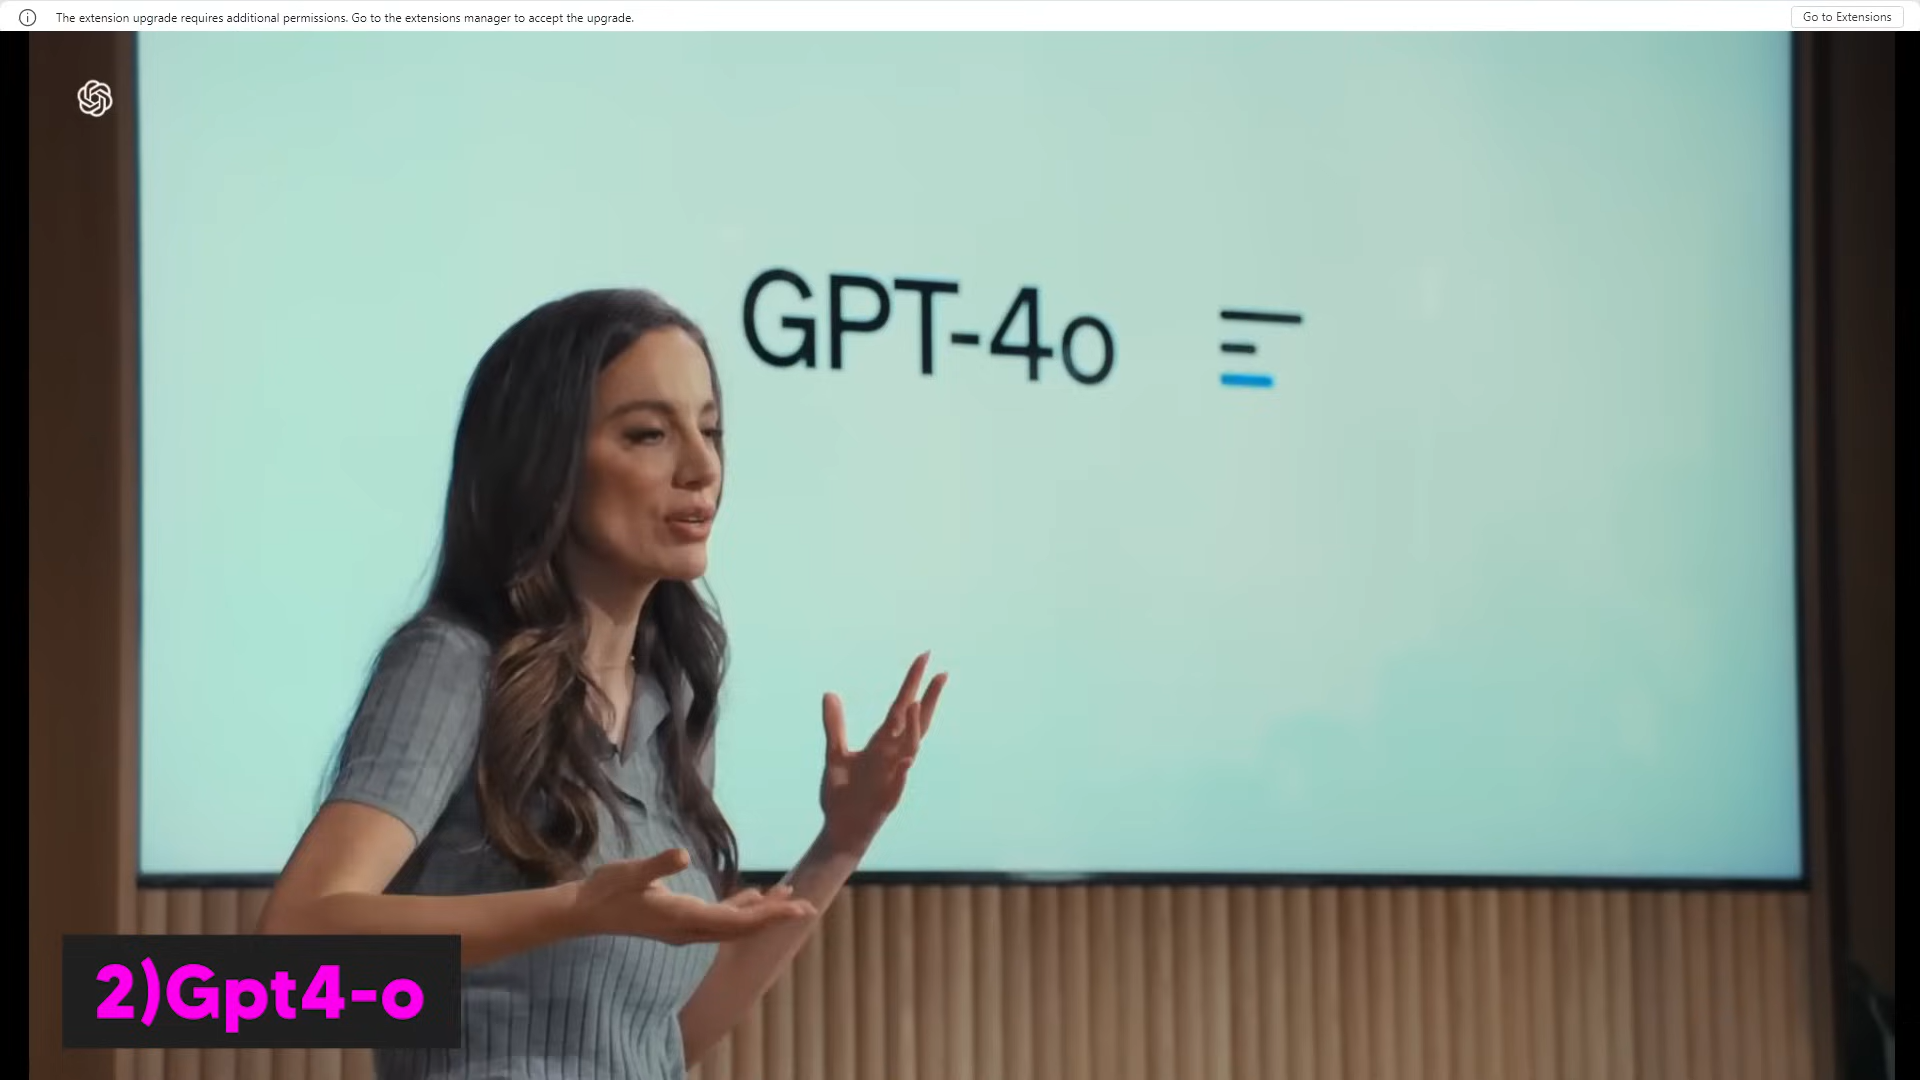 The extension upgrade requires additional permissions. Go to the extensions manager to accept the upgrade.
Go to Extensions
GPT-4o
2)Gpt4-o